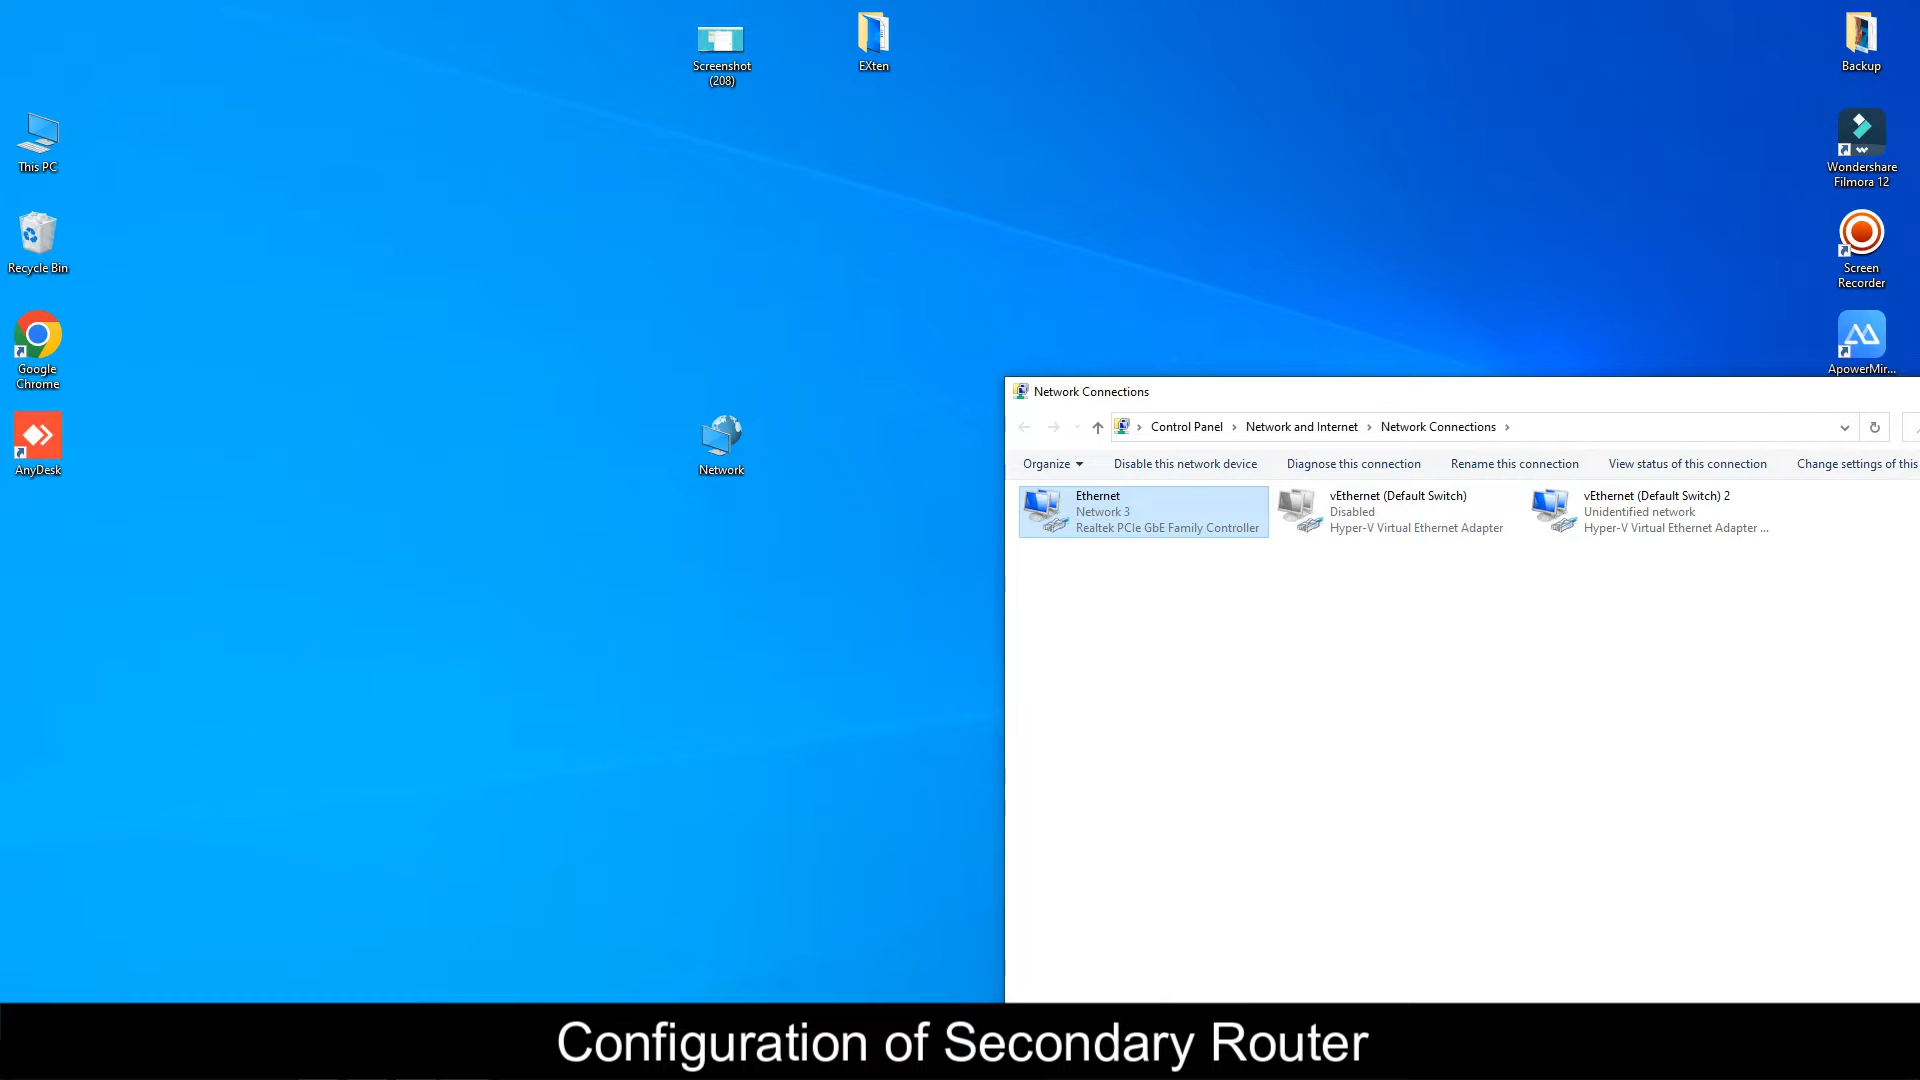 Screenshot
(208)
EXten
Backup
This PC
Wondershare
Filmora 12
Recycle Bin
Screen
Recorder
Google
Chrome
ApowerMir...
AnyDesk
Network
Network Connections
Control Panel > Network and Internet > Network Connections >
Organize Disable this network device Diagnose this connection Rename this connection View status of this connection Change settings of this
Ethernet
Network 3
Realtek PCIe GbE Family Controller
vEthernet (Default Switch)
Disabled
Hyper-V Virtual Ethernet Adapter
vEthernet (Default Switch) 2
Unidentified network
Hyper-V Virtual Ethernet Adapter ...
Configuration of Secondary Router